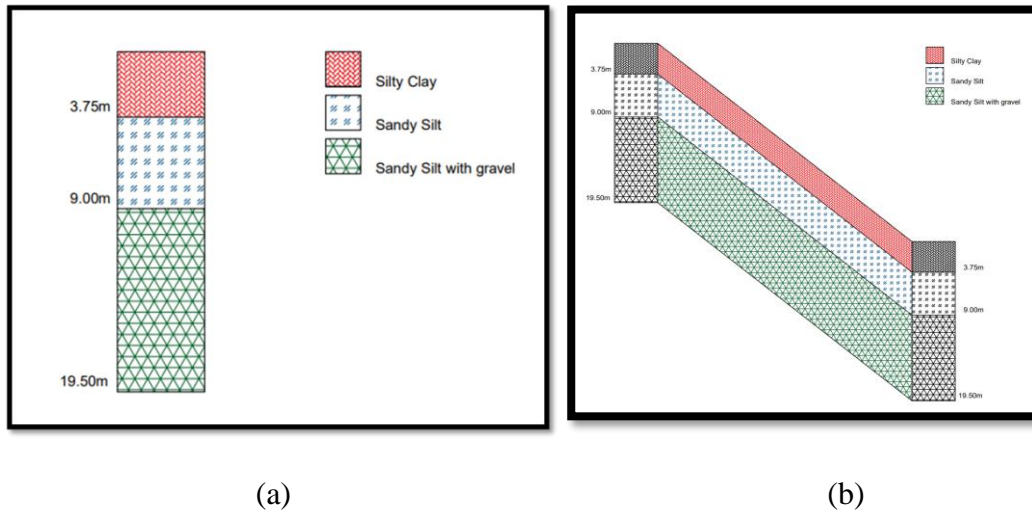 Silty Clay
3.75m
Sandy Silt
Sandy Silt with gravel
9.00m
19.50m
Silty Clay
3.75m
Sandy Silt
Sandy Silt with gravel
9.00m
19.50m
3.75m
9.00m
19.50m
(a)
(b)